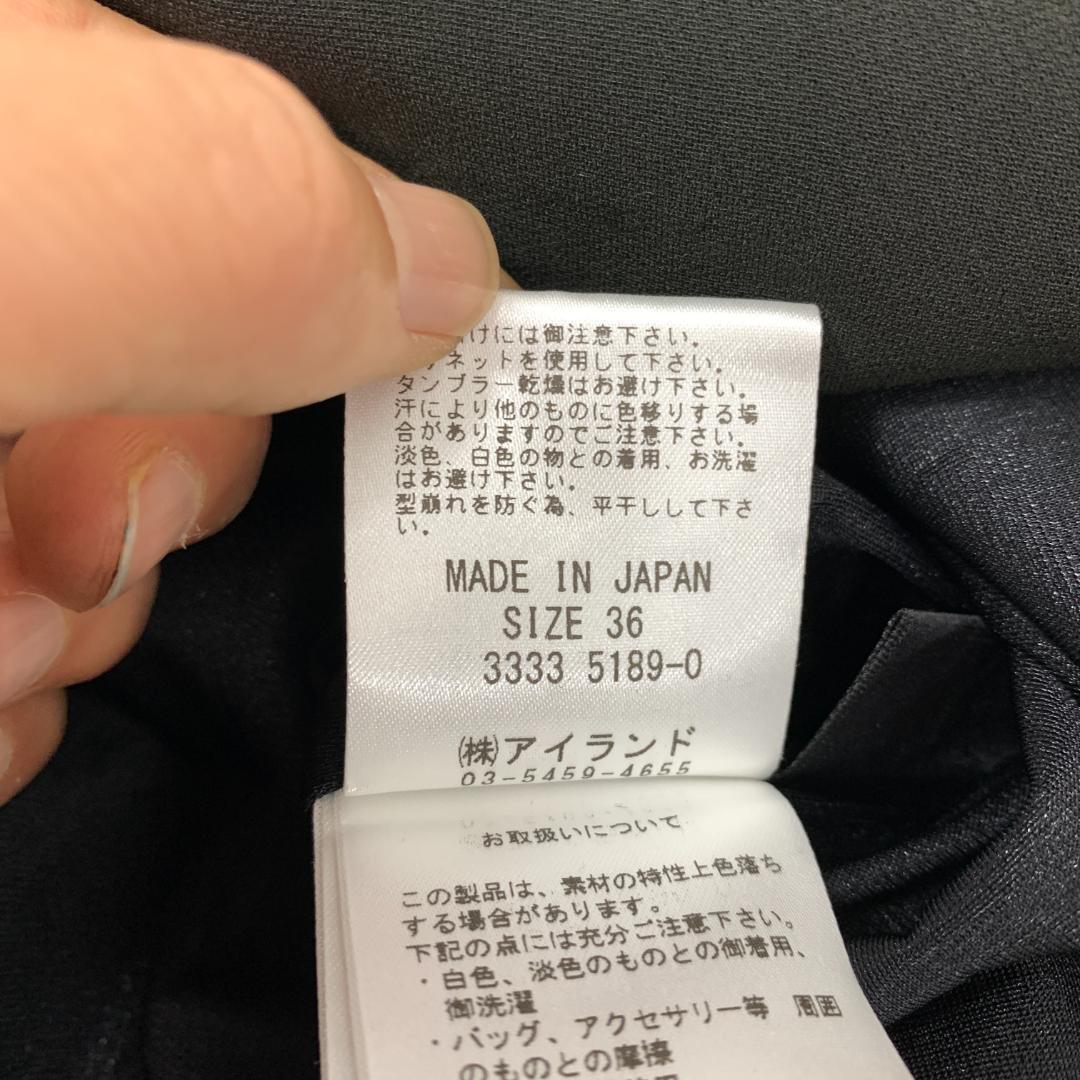 けには御注意下さい.
ネットを使用して下さい.
タンブラー乾燥はお避け下さい.
汗により他のものに色移りする場
合がありますのでご注意下さい.
淡色、白色の物との着用、お洗濯
はお避け下さい.
型崩れを防ぐ為、平干しして下さ
い.
MADE IN JAPAN
SIZE 36
3333 5189-0
㈱アイランド
03-5459-4655
お取扱いについて
この製品は、素材の特性上色落ち
する場合があります。
下記の点には充分ご注意下さい。
・白色、淡色のものとの御着用、
御洗濯
・バッグ、アクセサリー等 周囲
のものとの摩擦